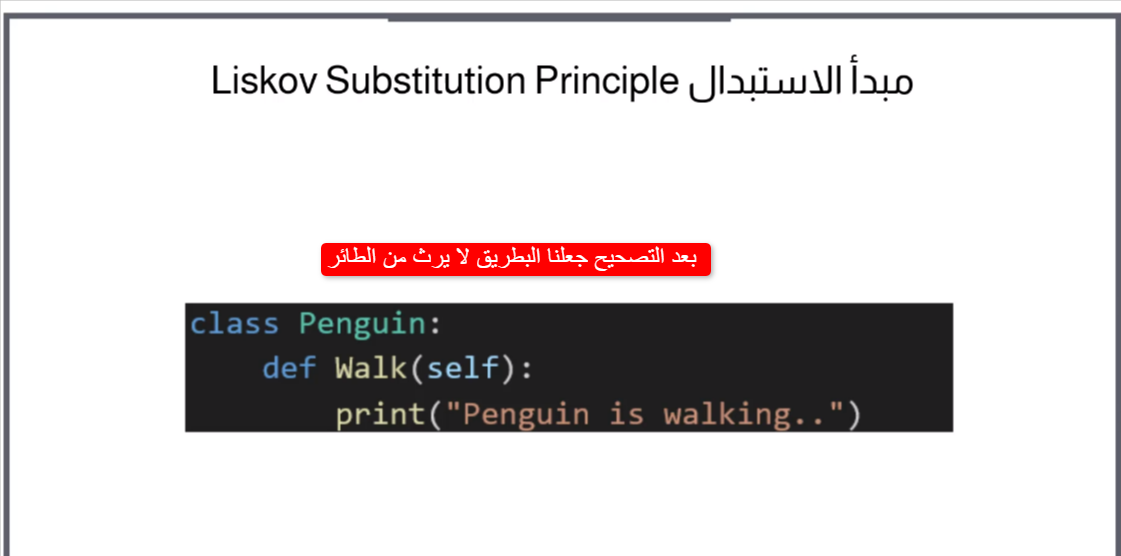 مبدأ الاستبدال Liskov Substitution Principle
بعد التصحيح جعلنا البطريق لا يرث من الطائر
class Penguin:
    def Walk(self):
        print("Penguin is walking..")